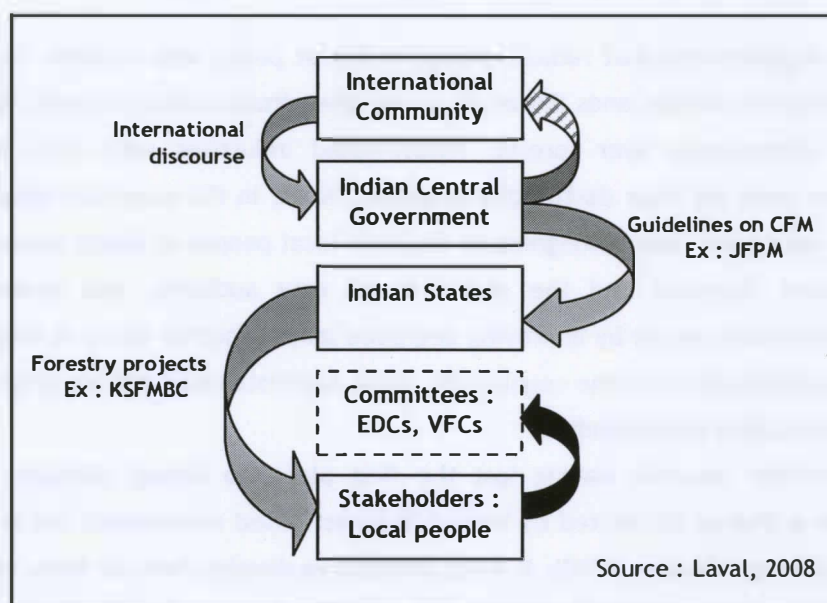 International
Community
International
discourse
Indian Central
Government
Guidelines on CFM
Ex : JFPM
Indian States
Forestry projects
Ex : KSFMBC
Committees :
EDCs, VFCs
Stakeholders :
Local people
Source : Laval, 2008